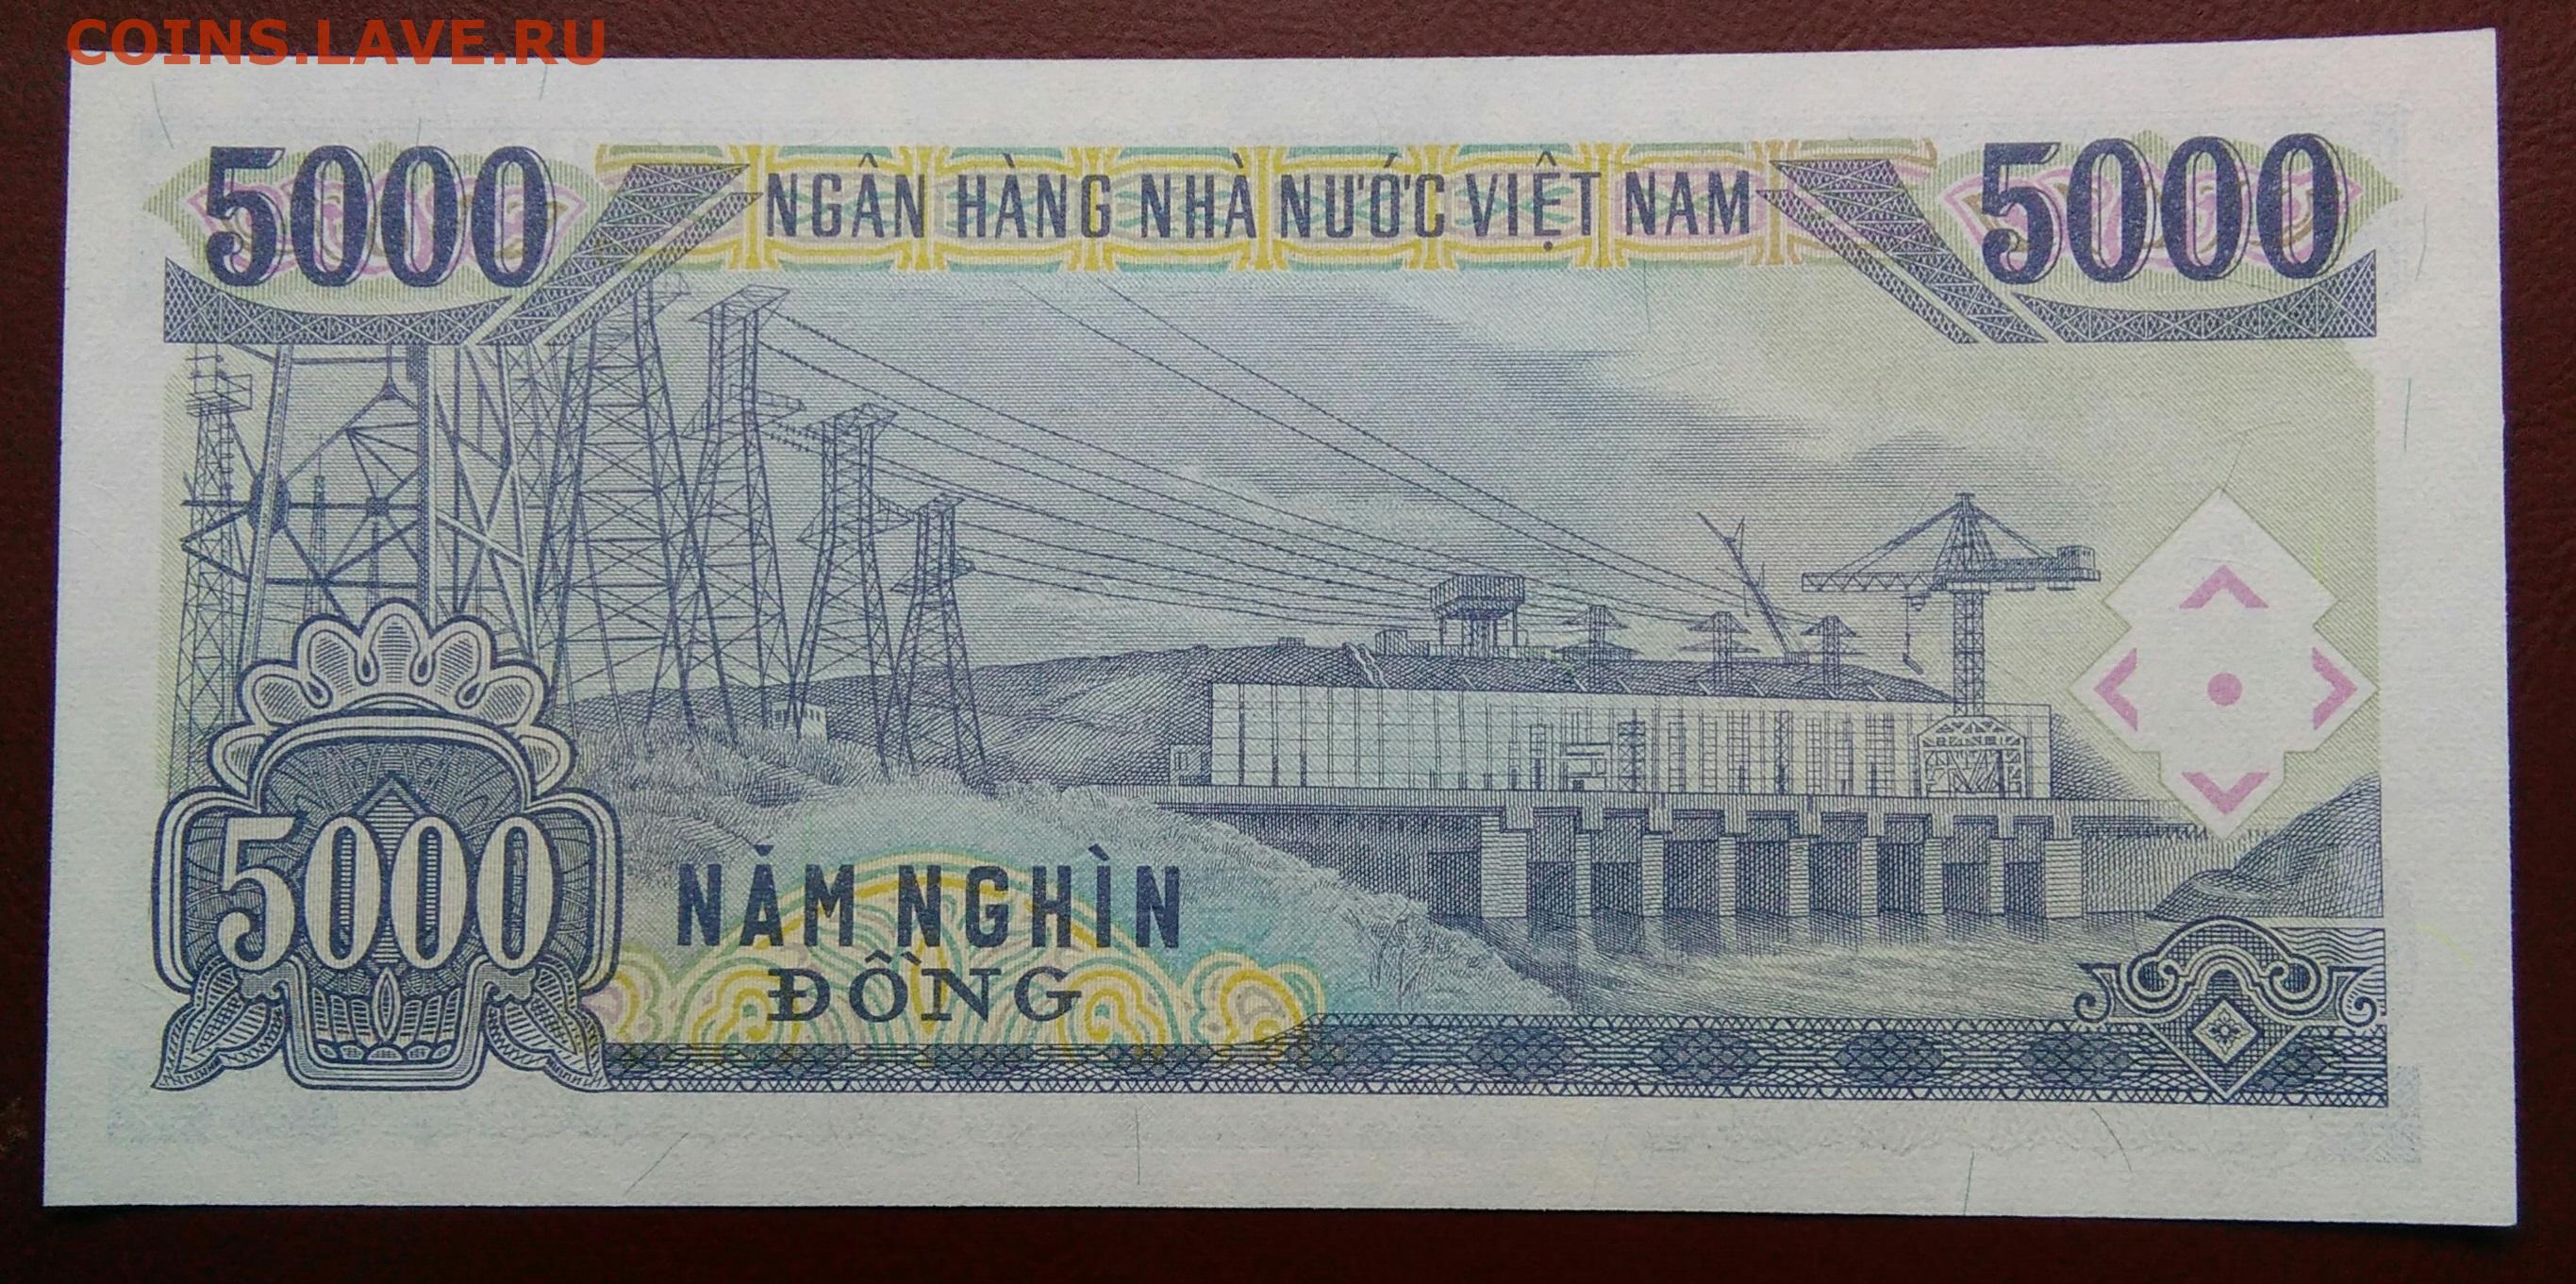 COINS.LAVE.RU
5000 NGÂN HÀNG NHÀ NƯỚC VIỆT NAM 5000
5000
NĂM NGHÌN
ĐỒNG